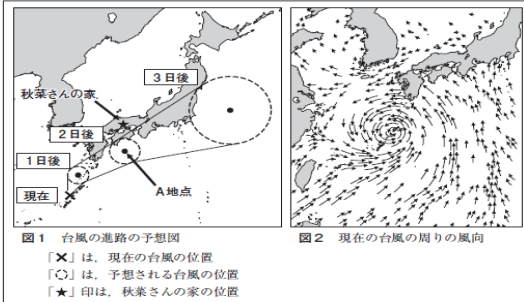 3日後
秋菜さんの家
2日後
1日後
現在
A地点
図1 台風の進路の予想図
「✕」は，現在の台風の位置
「◌」は，予想される台風の位置
「★」印は，秋菜さんの家の位置
図2 現在の台風の周りの風向